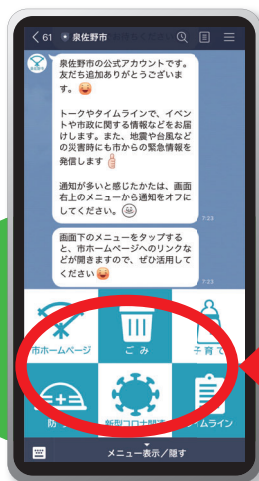 61 泉佐野市
泉佐野市の公式アカウントです。
友だち追加ありがとうございま
す。
トークやタイムラインで、イベン
トや市政に関する情報などをお届
けします。また、地震や台風など
の災害時にも市からの緊急情報を
発信します
通知が多いと感じたかたは、画面
右上のメニューから通知をオフに
してください。
7:23
画面下のメニューをタップする
と、市ホームページへのリンクな
どが開きますので、ぜひ活用して
ください
7:23
市ホームページ ごみ 子育て
防 新型コロナ関連 イムライン
メニュー表示／隠す